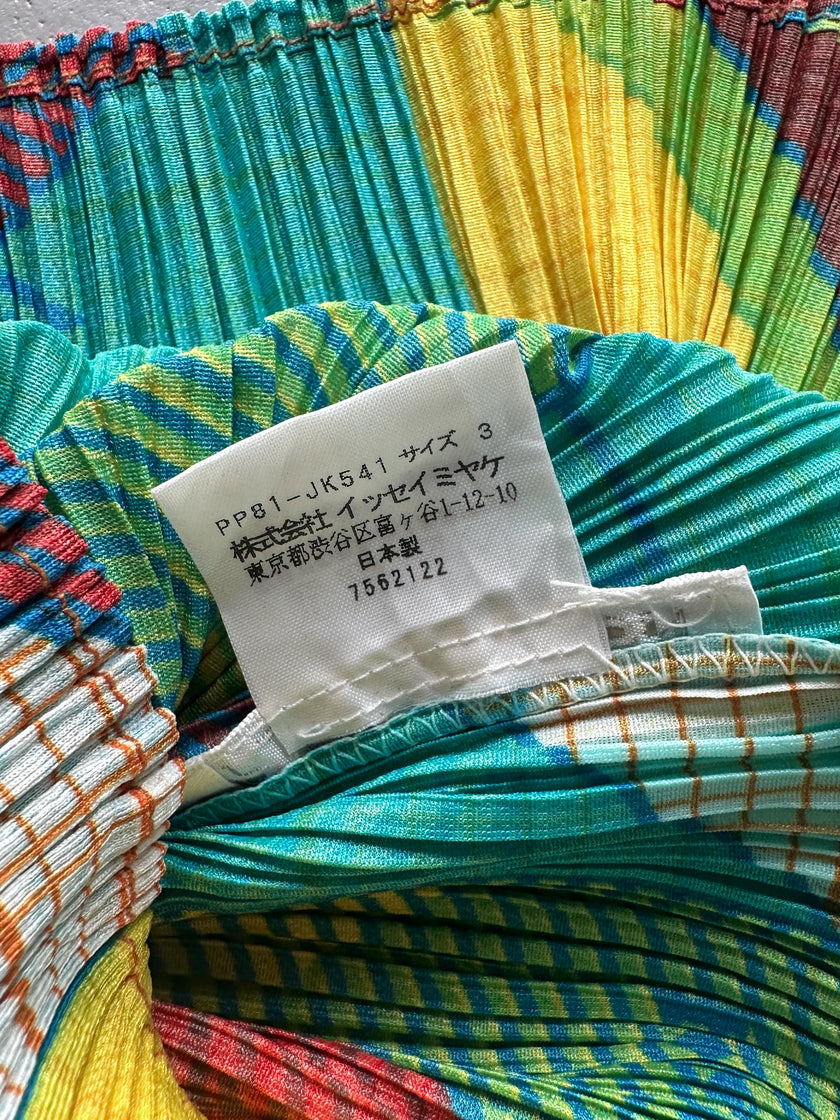 PP81-JK541 サイズ 3
株式会社 イッセイミヤケ
東京都渋谷区富ヶ谷1-12-10
日本製
7562122